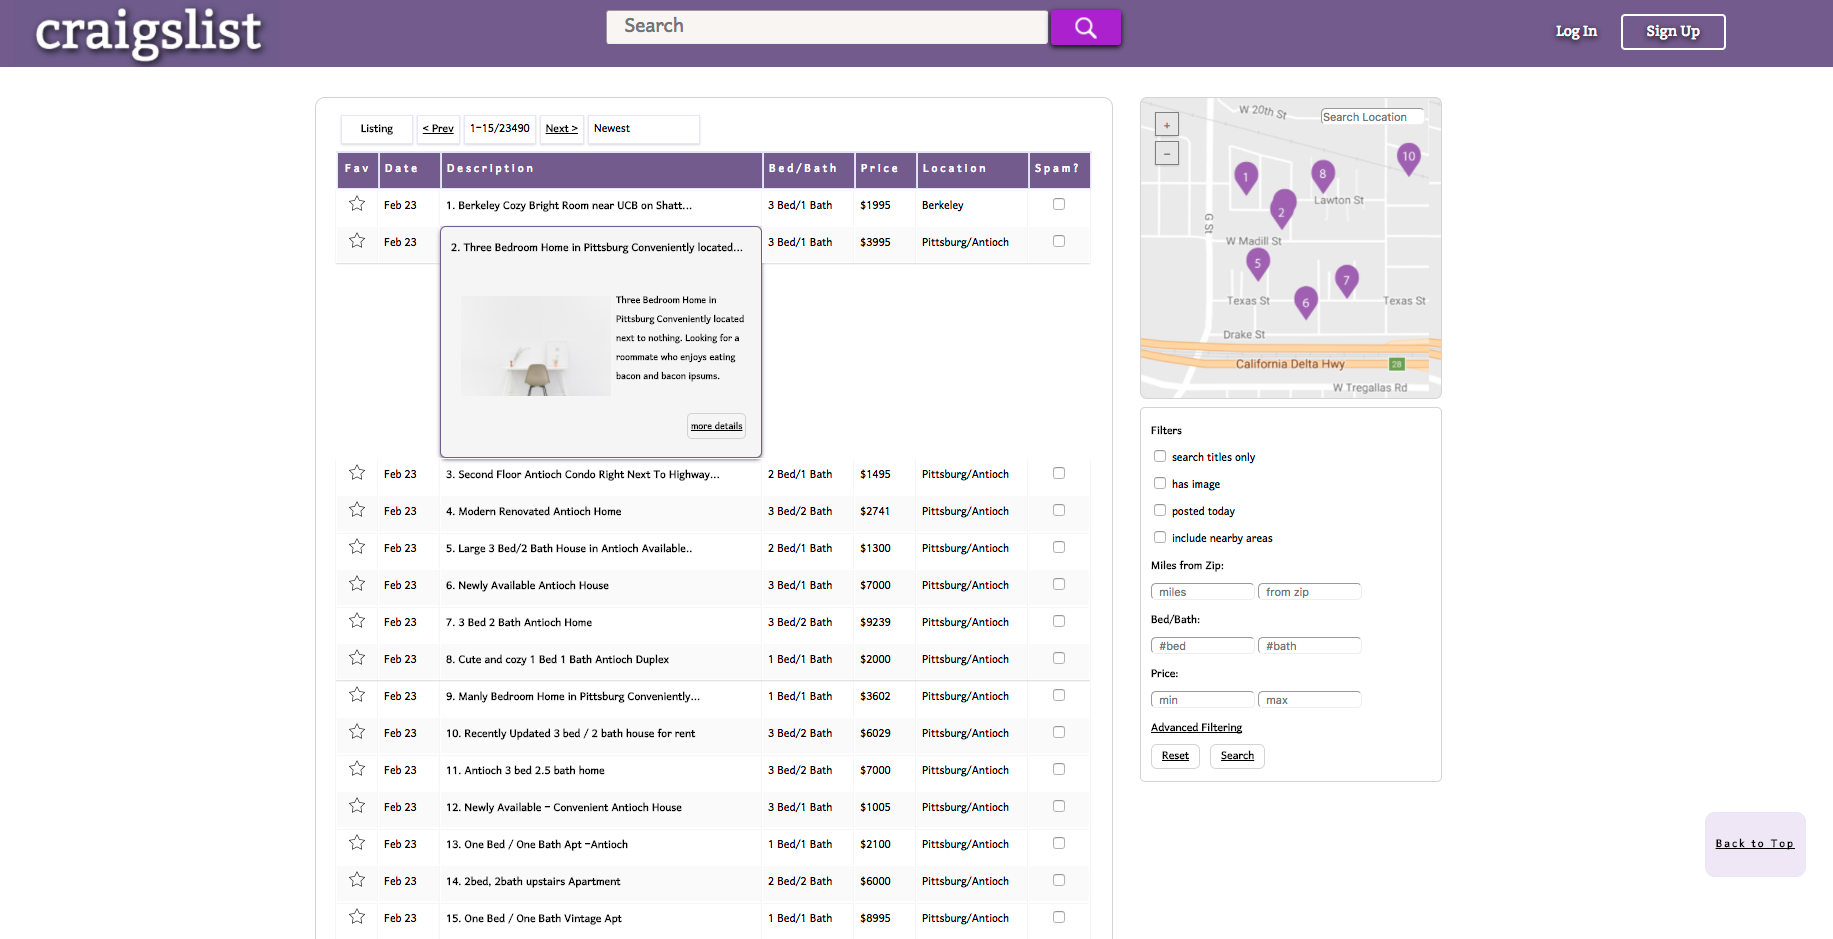 craigslist
Search
Log In
Sign Up
Listing
< Prev
1-15/23490
Next >
Newest
Fav Date Description Bed/Bath Price Location Spam?
Feb 23 1. Berkeley Cozy Bright Room near UCB on Shatt... 3 Bed/1 Bath $1995 Berkeley
Feb 23 2. Three Bedroom Home in Pittsburg Conveniently located... 3 Bed/1 Bath $3995 Pittsburg/Antioch
Three Bedroom Home in
Pittsburg Conveniently located
next to nothing. Looking for a
roommate who enjoys eating
bacon and bacon ipsums.
more details
Feb 23 3. Second Floor Antioch Condo Right Next To Highway... 2 Bed/1 Bath $1495 Pittsburg/Antioch
Feb 23 4. Modern Renovated Antioch Home 3 Bed/2 Bath $2741 Pittsburg/Antioch
Feb 23 5. Large 3 Bed/2 Bath House in Antioch Available.. 2 Bed/1 Bath $1300 Pittsburg/Antioch
Feb 23 6. Newly Available Antioch House 3 Bed/1 Bath $7000 Pittsburg/Antioch
Feb 23 7. 3 Bed 2 Bath Antioch Home 3 Bed/2 Bath $9239 Pittsburg/Antioch
Feb 23 8. Cute and cozy 1 Bed 1 Bath Antioch Duplex 1 Bed/1 Bath $2000 Pittsburg/Antioch
Feb 23 9. Manly Bedroom Home in Pittsburg Conveniently... 1 Bed/1 Bath $3602 Pittsburg/Antioch
Feb 23 10. Recently Updated 3 bed / 2 bath house for rent 3 Bed/2 Bath $6029 Pittsburg/Antioch
Feb 23 11. Antioch 3 bed 2.5 bath home 3 Bed/2 Bath $7000 Pittsburg/Antioch
Feb 23 12. Newly Available - Convenient Antioch House 3 Bed/1 Bath $1005 Pittsburg/Antioch
Feb 23 13. One Bed / One Bath Apt -Antioch 1 Bed/1 Bath $2100 Pittsburg/Antioch
Feb 23 14. 2bed, 2bath upstairs Apartment 2 Bed/2 Bath $6000 Pittsburg/Antioch
Feb 23 15. One Bed / One Bath Vintage Apt 1 Bed/1 Bath $8995 Pittsburg/Antioch
W 20th St
Search Location
+
−
10
1
8
Lawton St
2
G St
W Madill St
5
7
6
Texas St
Texas St
Drake St
California Delta Hwy
28
W Tregallas Rd
Filters
search titles only
has image
posted today
include nearby areas
Miles from Zip:
miles
from zip
Bed/Bath:
#bed
#bath
Price:
min
max
Advanced Filtering
Reset
Search
Back to Top